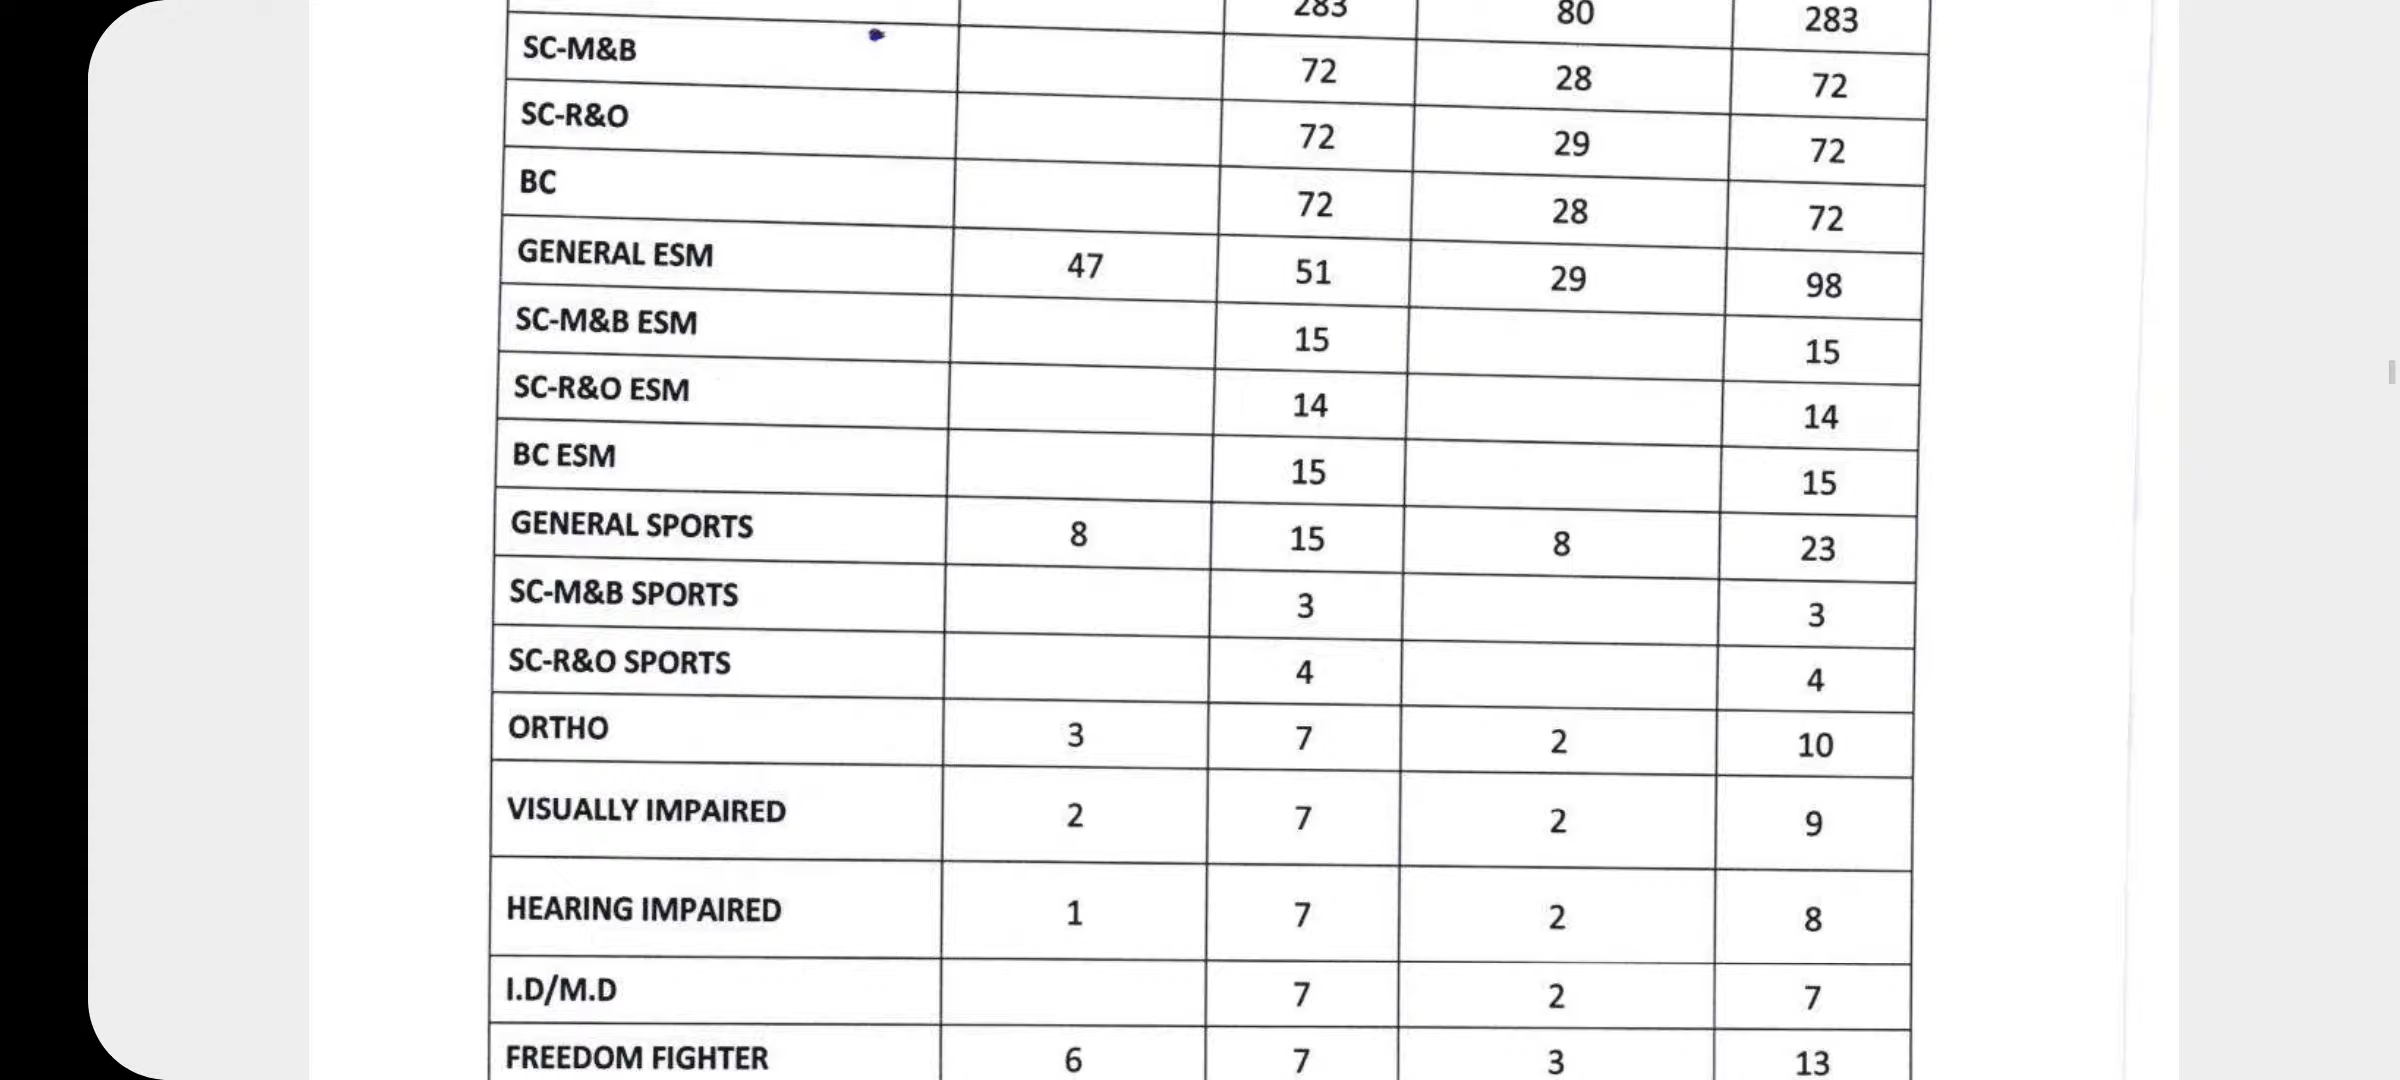 283 80 283
SC-M&B 72 28 72
SC-R&O 72 29 72
BC 72 28 72
GENERAL ESM 47 51 29 98
SC-M&B ESM 15 15
SC-R&O ESM 14 14
BC ESM 15 15
GENERAL SPORTS 8 15 8 23
SC-M&B SPORTS 3 3
SC-R&O SPORTS 4 4
ORTHO 3 7 2 10
VISUALLY IMPAIRED 2 7 2 9
HEARING IMPAIRED 1 7 2 8
I.D/M.D 7 2 7
FREEDOM FIGHTER 6 7 3 13